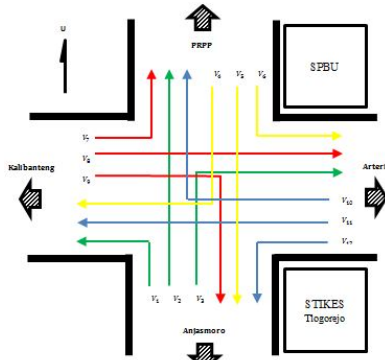 U
PRPP
SPBU
V4
V5
V6
V7
V8
V9
Kalibanteng
Arteri
V10
V11
V12
V1
V2
V3
STIKES
Tlogorejo
Anjasmoro